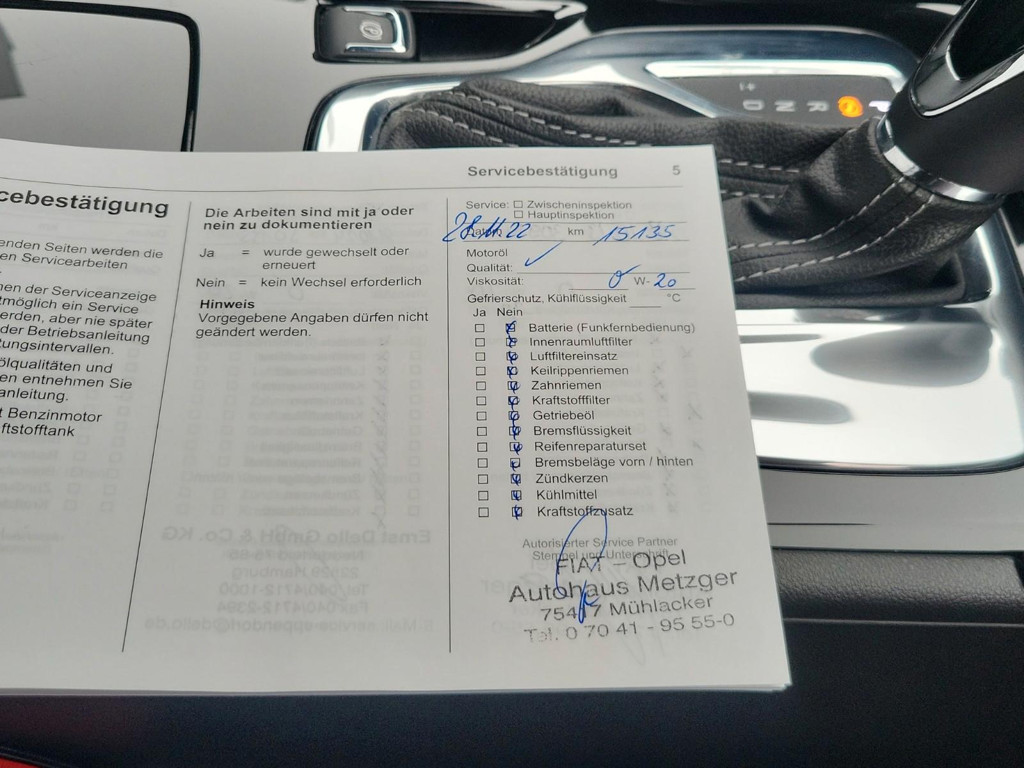 Servicebestätigung 5
cebestätigung
enden Seiten werden die
en Servicearbeiten
nen der Serviceanzeige
tmöglich ein Service
erden, aber nie später
der Betriebsanleitung
tungsintervallen.
ölqualitäten und
en entnehmen Sie
anleitung.
t Benzinmotor
ftstofftank
Die Arbeiten sind mit ja oder
nein zu dokumentieren
Ja = wurde gewechselt oder
erneuert
Nein = kein Wechsel erforderlich
Hinweis
Vorgegebene Angaben dürfen nicht
geändert werden.
Service: ☐ Zwischeninspektion
☐ Hauptinspektion
Datum 28.11.22 km 15135
Motoröl
Qualität: ✓
Viskosität: 0 W- 20
Gefrierschutz, Kühlflüssigkeit °C
Ja Nein
☐ ☒ Batterie (Funkfernbedienung)
☐ ☒ Innenraumluftfilter
☐ ☒ Luftfiltereinsatz
☐ ☒ Keilrippenriemen
☐ ☒ Zahnriemen
☐ ☒ Kraftstofffilter
☐ ☒ Getriebeöl
☐ ☒ Bremsflüssigkeit
☐ ☒ Reifenreparaturset
☐ ☒ Bremsbeläge vorn / hinten
☐ ☒ Zündkerzen
☐ ☒ Kühlmittel
☐ ☒ Kraftstoffzusatz
Autorisierter Service Partner
Stempel und Unterschrift
FIAT - Opel
Autohaus Metzger
75417 Mühlacker
Tel. 0 70 41 - 95 55-0
P R N D
+1